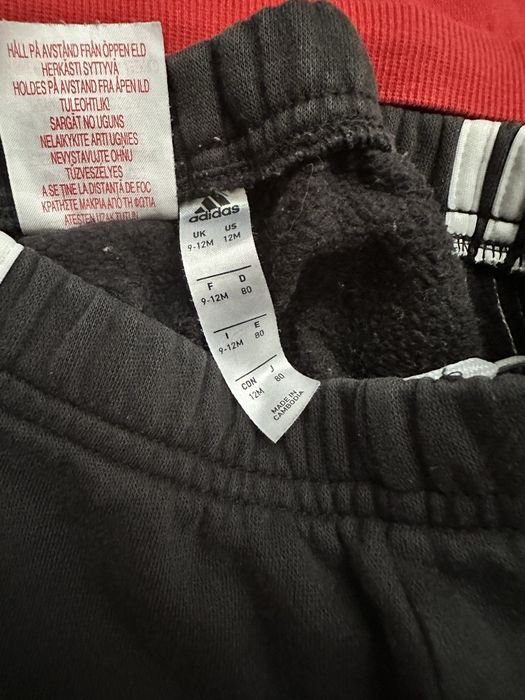 HÅLL PÅ AVSTÅND FRÅN ÖPPEN ELD
HERKÄSTI SYTTYVÄ
HOLDES PÅ AVSTAND FRA ÅPEN ILD
TULEOHTLIK!
SARGĀT NO UGUNS
NELAIKYKITE ARTI UGNIES
NEVYSTAVUJTE OHŇU
TŰZVESZÉLYES
A SE ȚINE LA DISTANȚĂ DE FOC
ΚΡΑΤΗΣΤΕ ΜΑΚΡΙΑ ΑΠΟ ΤΗ ΦΩΤΙΑ
ATEŞTEN UZAK TUTUN
adidas
UK US
9-12M 12M
F D
9-12M 80
I E
9-12M 80
CON J
12M 80
MADE IN
CAMBODIA